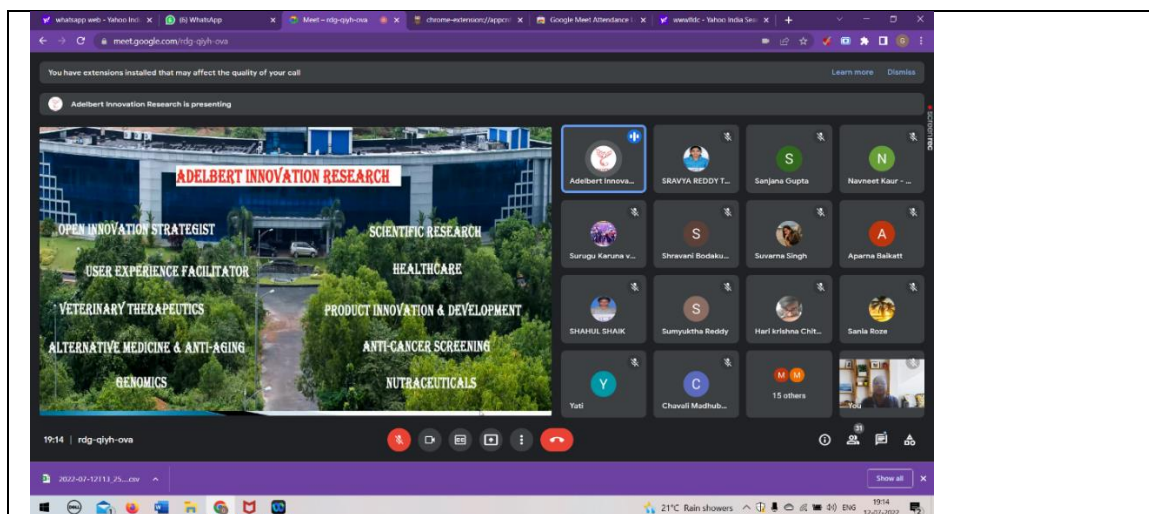 whatsapp web - Yahoo Ind
(6) WhatsApp
Meet – rdg-qiyh-ova
chrome-extension://appcn
Google Meet Attendance
wwwtfdc - Yahoo India Sea
meet.google.com/rdg-qiyh-ova
You have extensions installed that may affect the quality of your call
Learn more
Dismiss
Adelbert Innovation Research is presenting
ADELBERT INNOVATION RESEARCH
OPEN INNOVATION STRATEGIST
SCIENTIFIC RESEARCH
USER EXPERIENCE FACILITATOR
HEALTHCARE
VETERINARY THERAPEUTICS
PRODUCT INNOVATION & DEVELOPMENT
ALTERNATIVE MEDICINE & ANTI-AGING
ANTI-CANCER SCREENING
GENOMICS
NUTRACEUTICALS
Adelbert Innova...
SRAVYA REDDY T...
S
Sanjana Gupta
N
Navneet Kaur - ...
Surugu Karuna v...
S
Shravani Bodaku...
Suvarna Singh
A
Aparna Baikatt
SHAHUL SHAIK
S
Sumyuktha Reddy
Hari krishna Chit...
Sania Roze
Y
Yati
C
Chavali Madhub...
M M
15 others
You
19:14 | rdg-qiyh-ova
31
2022-07-12T13_25....csv
Show all
DELL
21°C Rain showers
ENG
19:14
12-07-2022
2